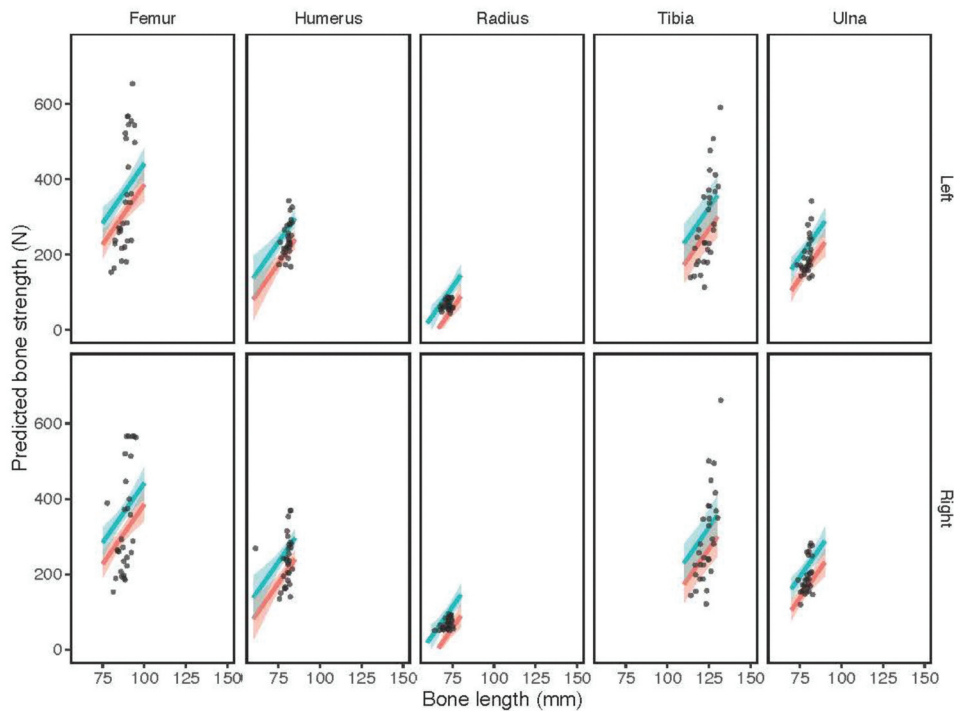 Femur Humerus Radius Tibia Ulna
600
400
200
0
Left
600
400
200
0
Right
Predicted bone strength (N)
75 100 125 150 75 100 125 150 75 100 125 150 75 100 125 150 75 100 125 150
Bone length (mm)